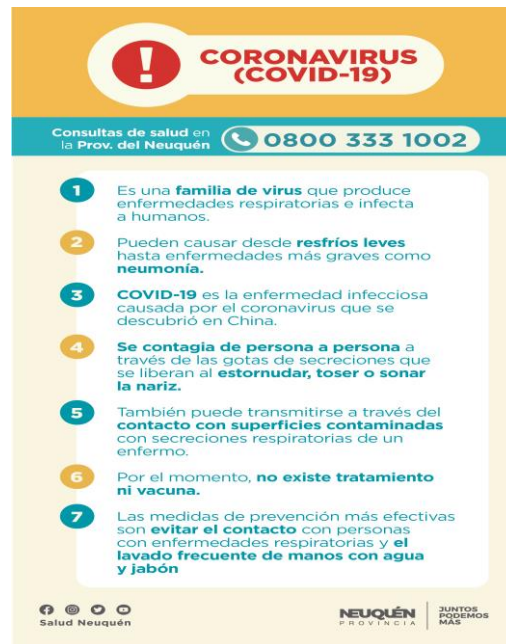 !
CORONAVIRUS
(COVID-19)
Consultas de salud en
la Prov. del Neuquén
0800 333 1002
1
Es una familia de virus que produce
enfermedades respiratorias e infecta
a humanos.
2
Pueden causar desde resfríos leves
hasta enfermedades más graves como
neumonía.
3
COVID-19 es la enfermedad infecciosa
causada por el coronavirus que se
descubrió en China.
4
Se contagia de persona a persona a
través de las gotas de secreciones que
se liberan al estornudar, toser o sonar
la nariz.
5
También puede transmitirse a través del
contacto con superficies contaminadas
con secreciones respiratorias de un
enfermo.
6
Por el momento, no existe tratamiento
ni vacuna.
7
Las medidas de prevención más efectivas
son evitar el contacto con personas
con enfermedades respiratorias y el
lavado frecuente de manos con agua
y jabón
Salud Neuquén
NEUQUÉN
PROVINCIA
JUNTOS
PODEMOS
MÁS